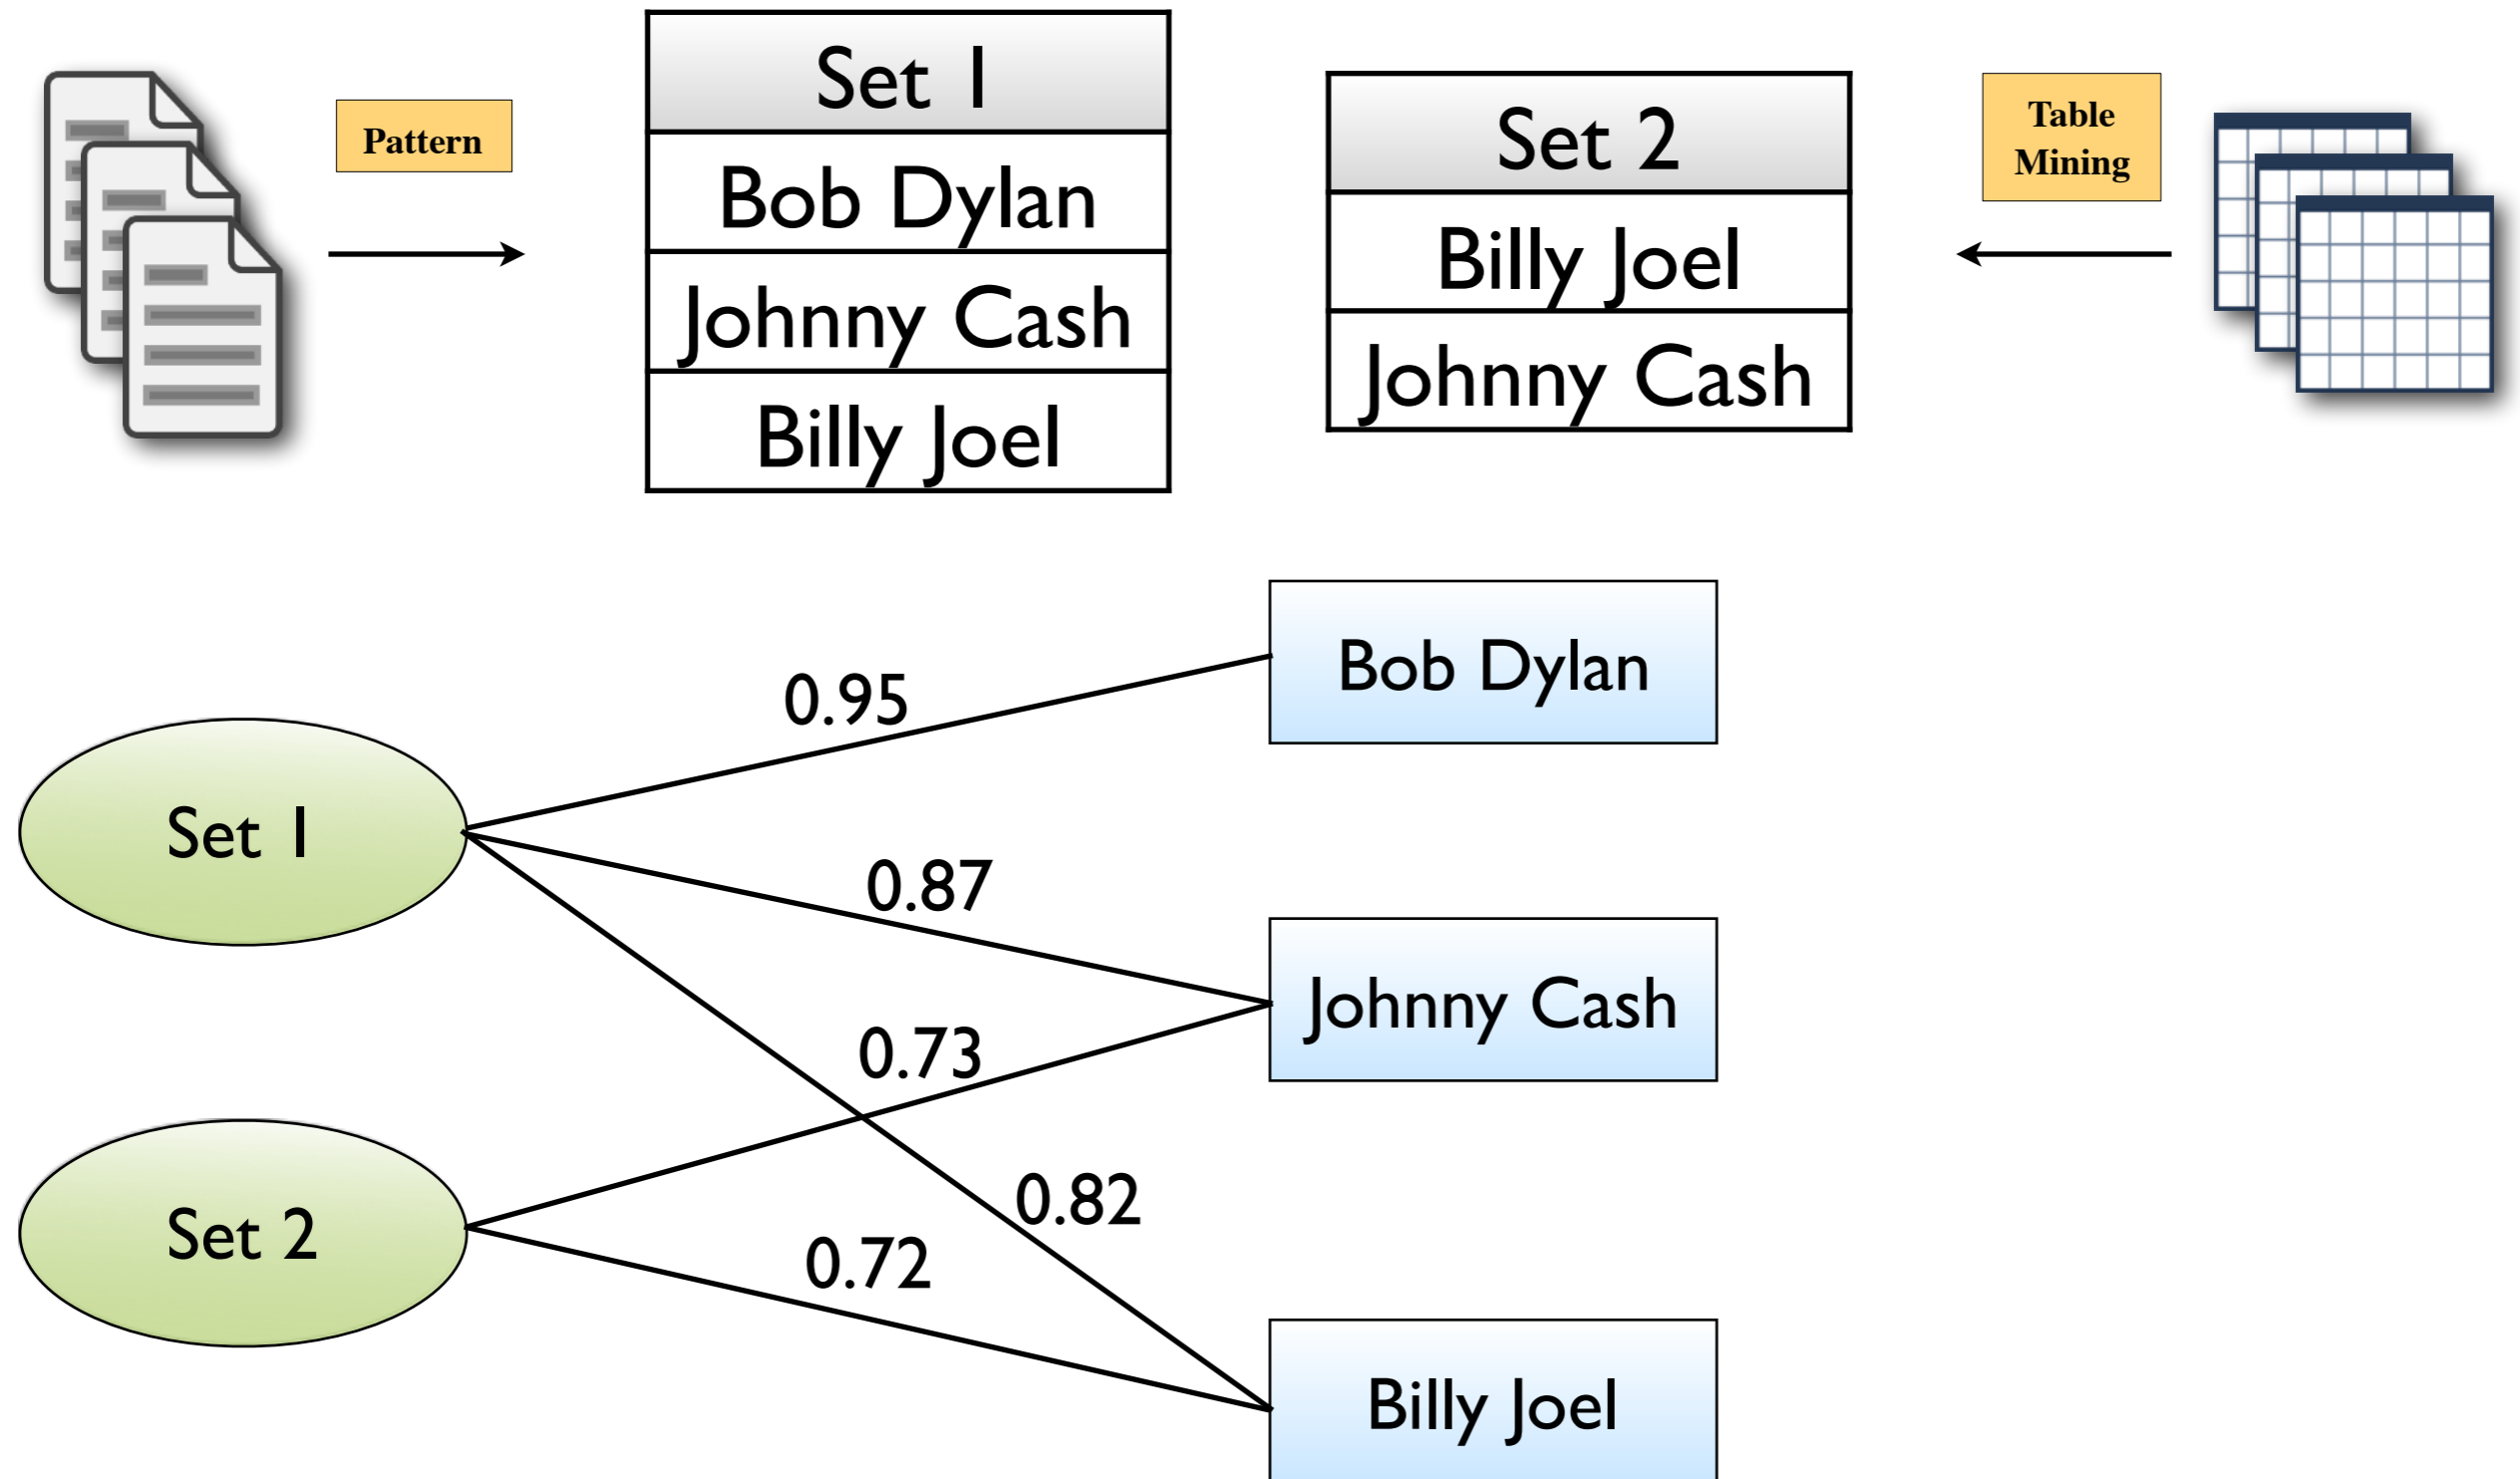 Pattern
Set 1
Bob Dylan
Johnny Cash
Billy Joel
Set 2
Billy Joel
Johnny Cash
Table
Mining
Set 1
Set 2
0.95
0.87
0.73
0.82
0.72
Bob Dylan
Johnny Cash
Billy Joel